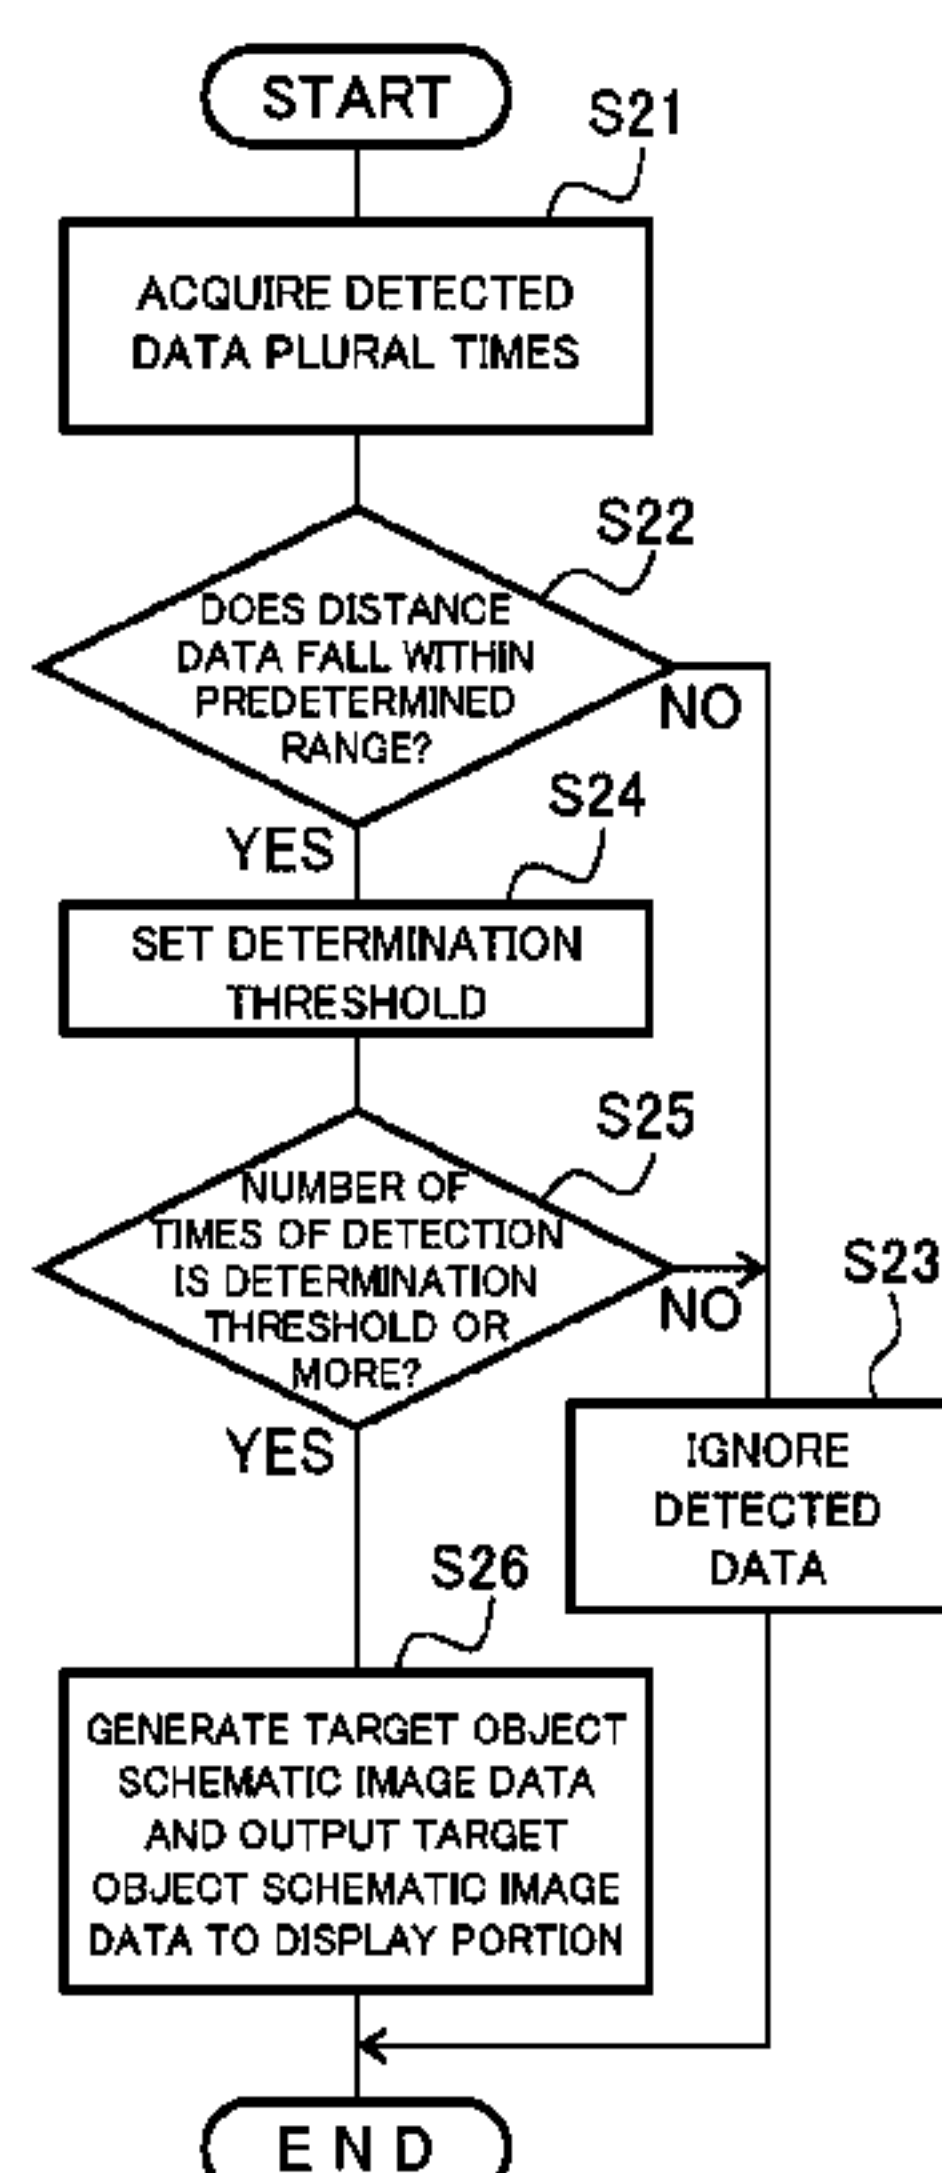 START
S21
ACQUIRE DETECTED
DATA PLURAL TIMES
S22
DOES DISTANCE
DATA FALL WITHIN
PREDETERMINED
RANGE?
NO
YES
S24
SET DETERMINATION
THRESHOLD
S25
NUMBER OF
TIMES OF DETECTION
IS DETERMINATION
THRESHOLD OR
MORE?
NO
YES
S23
IGNORE
DETECTED
DATA
S26
GENERATE TARGET OBJECT
SCHEMATIC IMAGE DATA
AND OUTPUT TARGET
OBJECT SCHEMATIC IMAGE
DATA TO DISPLAY PORTION
END